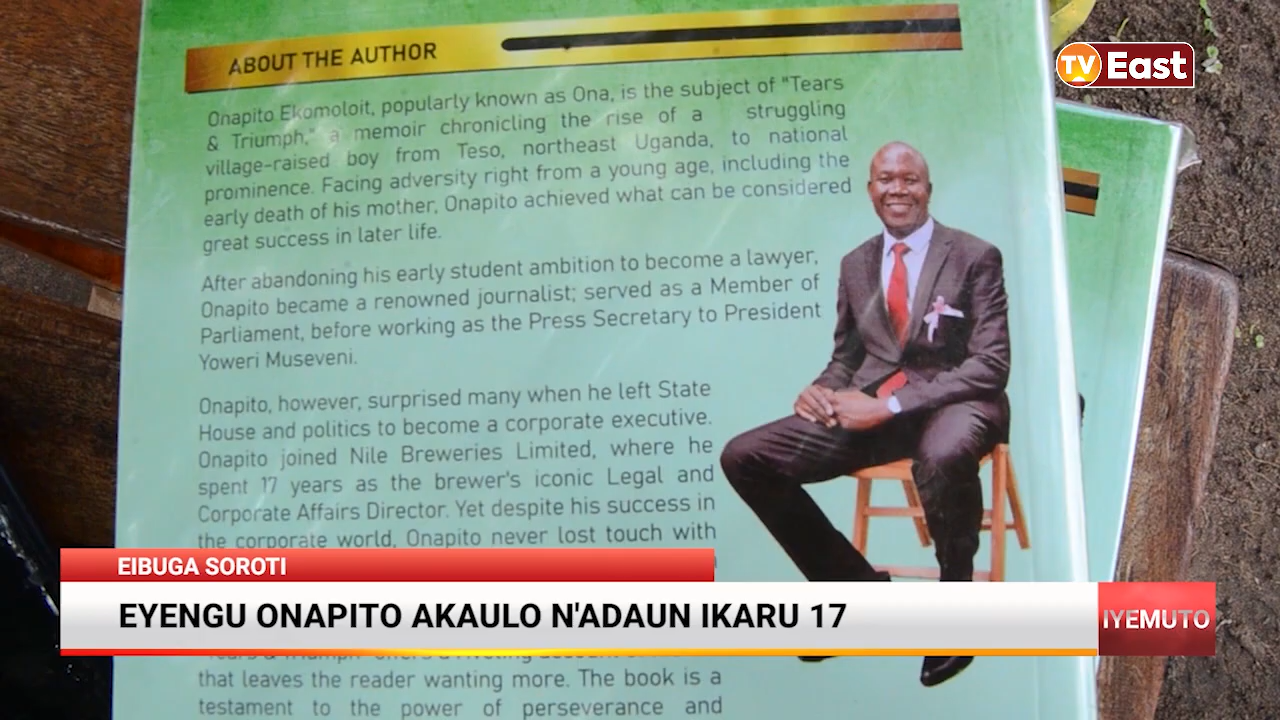 ABOUT THE AUTHOR
TV East
Onapito Ekomoloit, popularly known as Ona, is the subject of "Tears
& Triumph," a memoir chronicling the rise of a struggling
village-raised boy from Teso, northeast Uganda, to national
prominence. Facing adversity right from a young age, including the
early death of his mother, Onapito achieved what can be considered
great success in later life.
After abandoning his early student ambition to become a lawyer,
Onapito became a renowned journalist; served as a Member of
Parliament, before working as the Press Secretary to President
Yoweri Museveni.
Onapito, however, surprised many when he left State
House and politics to become a corporate executive.
Onapito joined Nile Breweries Limited, where he
spent 17 years as the brewer's iconic Legal and
Corporate Affairs Director. Yet despite his success in
the corporate world, Onapito never lost touch with
EIBUGA SOROTI
EYENGU ONAPITO AKAULO N'ADAUN IKARU 17
IYEMUTO
that leaves the reader wanting more. The book is a
testament to the power of perseverance and